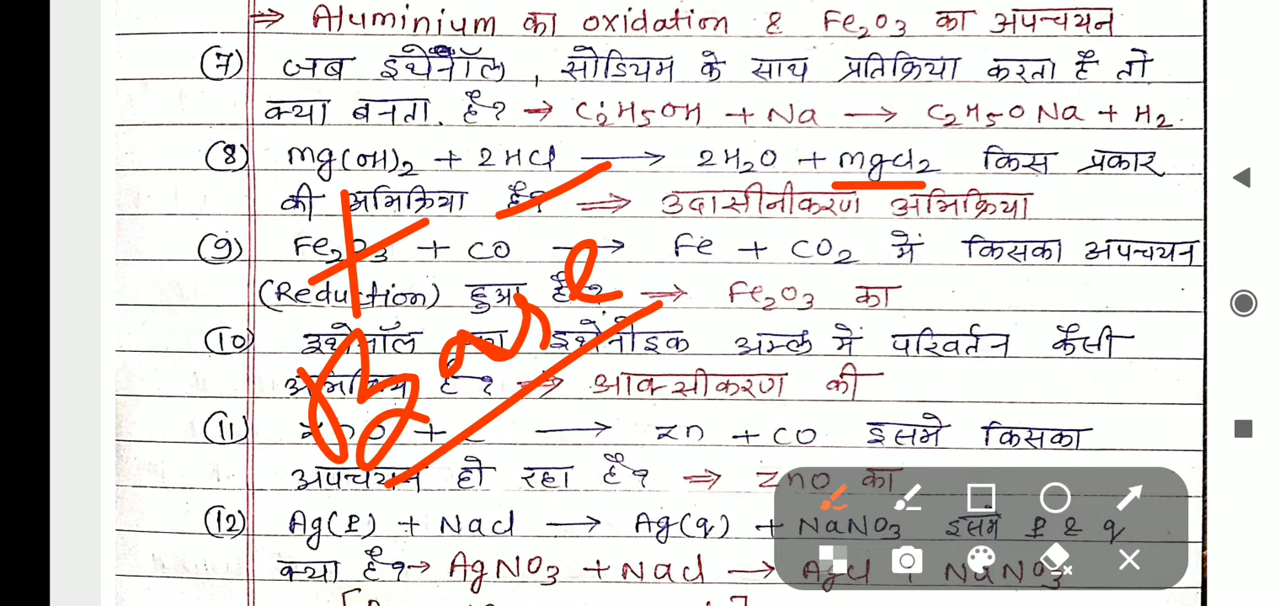 ⇒ Aluminium का oxidation & Fe₂O₃ का अपचयन
(7) जब इथेनॉल, सोडियम के साथ प्रतिक्रिया करता है तो
क्या बनता है? → C₂H₅OH + Na → C₂H₅ONa + H₂.
(8) Mg(OH)₂ + 2HCl → 2H₂O + MgCl₂ किस प्रकार
की अभिक्रिया है? ⇒ उदासीनीकरण अभिक्रिया
(9) Fe₂O₃ + CO → Fe + CO₂ में किसका अपचयन
(Reduction) हुआ है? ⇒ Fe₂O₃ का
Base
(10) इथेनॉल का इथेनोइक अम्ल में परिवर्तन कैसी
अभिक्रिया है? ⇒ आक्सीकरण की
(11) ZnO + C → Zn + CO इसमे किसका
अपचयन हो रहा है? ⇒ ZnO का
(12) Ag(P) + NaCl → Ag(q) + NaNO₃ इसमें P & q
क्या है? → AgNO₃ + NaCl → AgCl + NaNO₃